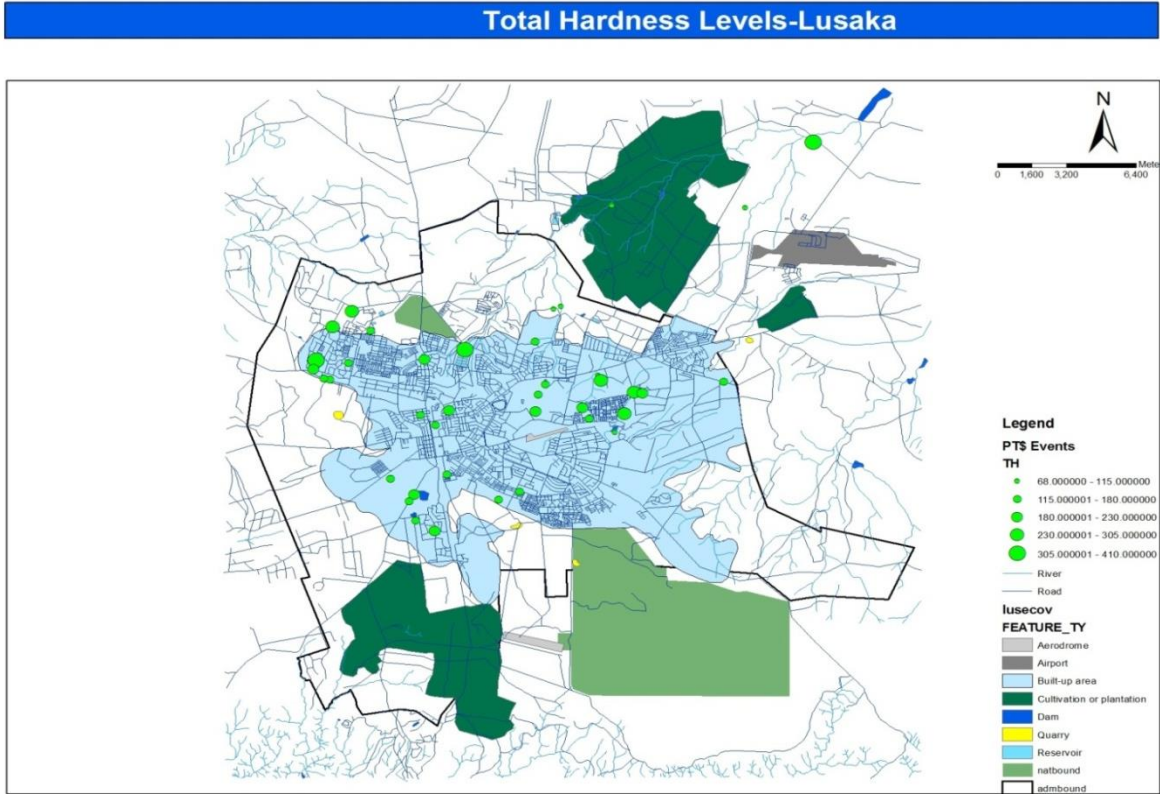 Total Hardness Levels-Lusaka
N
Mete
0 1,600 3,200 6,400
Legend
PT$ Events
TH
68.000000 - 115.000000
115.000001 - 180.000000
180.000001 - 230.000000
230.000001 - 305.000000
305.000001 - 410.000000
River
Road
lusecov
FEATURE_TY
Aerodrome
Airport
Built-up area
Cultivation or plantation
Dam
Quarry
Reservoir
natbound
admbound